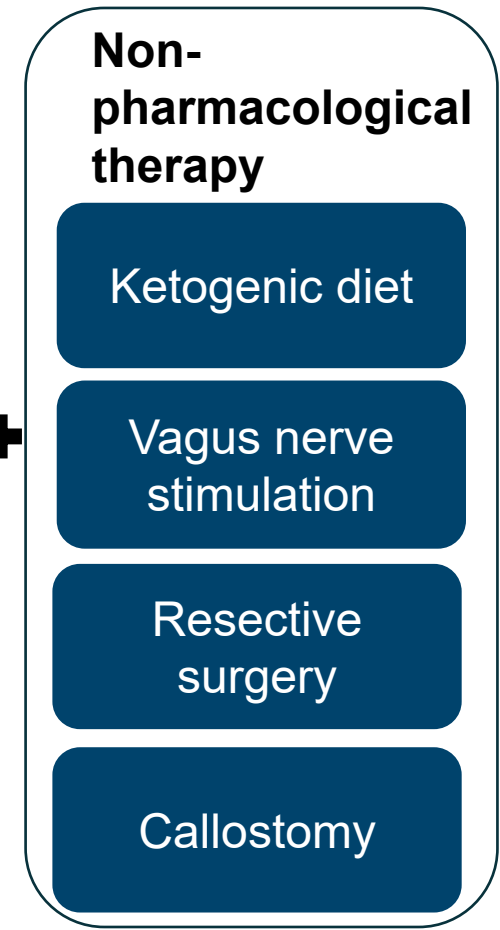 Non-
pharmacological
therapy
Ketogenic diet
Vagus nerve
stimulation
Resective
surgery
Callostomy